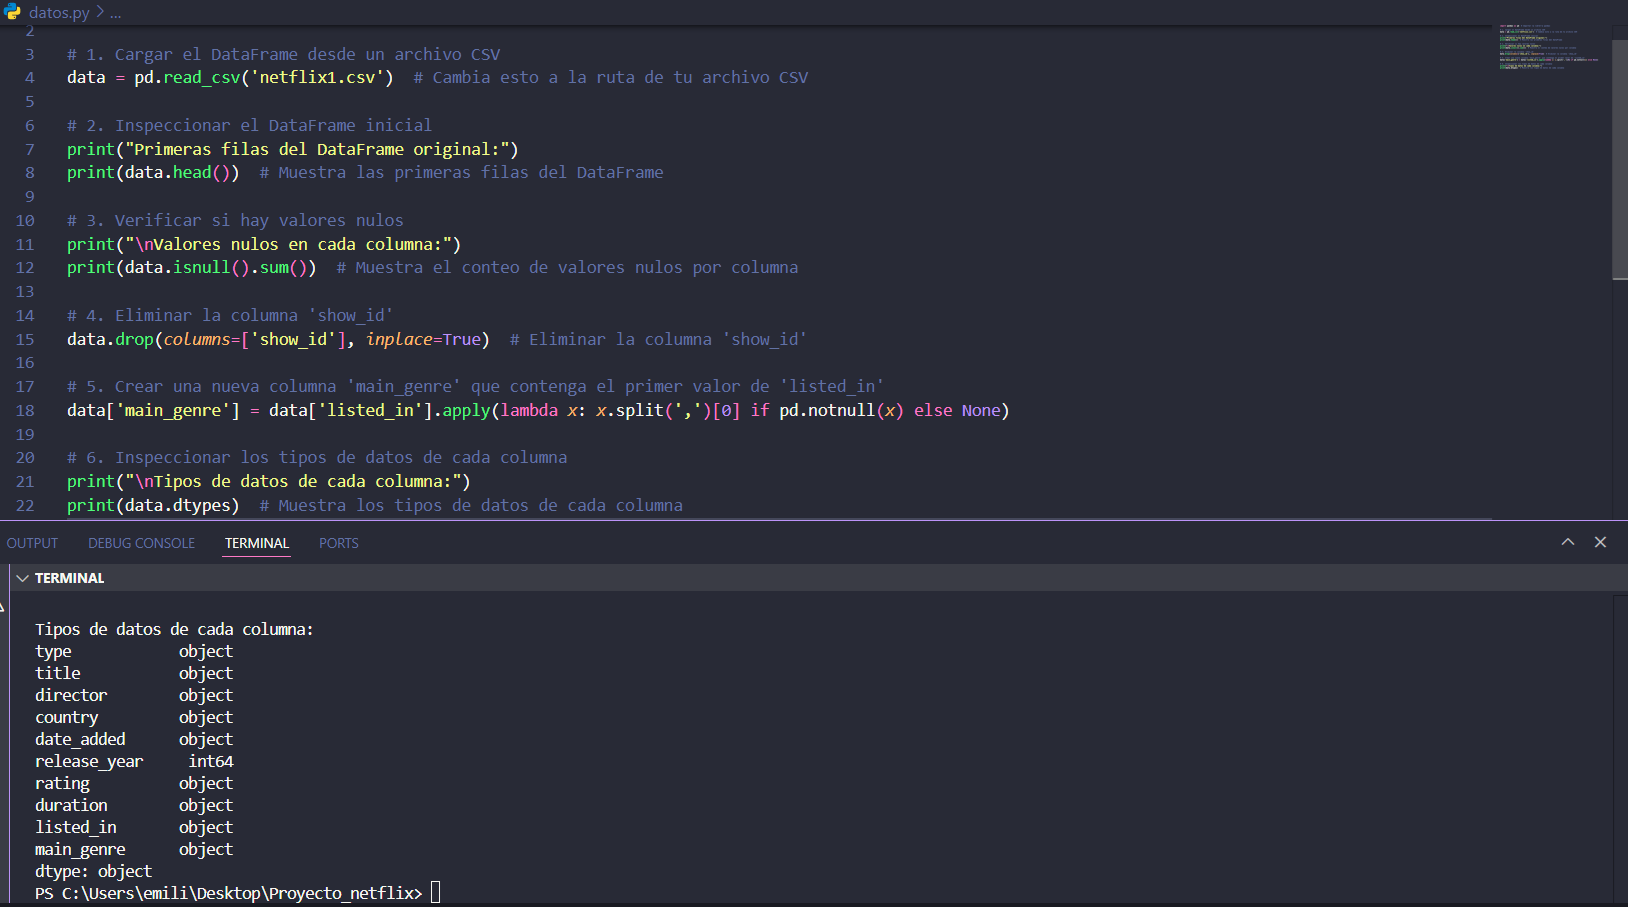 datos.py > ...
2
3 # 1. Cargar el DataFrame desde un archivo CSV
4 data = pd.read_csv('netflix1.csv')  # Cambia esto a la ruta de tu archivo CSV
5
6 # 2. Inspeccionar el DataFrame inicial
7 print("Primeras filas del DataFrame original:")
8 print(data.head())  # Muestra las primeras filas del DataFrame
9
10 # 3. Verificar si hay valores nulos
11 print("\nValores nulos en cada columna:")
12 print(data.isnull().sum())  # Muestra el conteo de valores nulos por columna
13
14 # 4. Eliminar la columna 'show_id'
15 data.drop(columns=['show_id'], inplace=True)  # Eliminar la columna 'show_id'
16
17 # 5. Crear una nueva columna 'main_genre' que contenga el primer valor de 'listed_in'
18 data['main_genre'] = data['listed_in'].apply(lambda x: x.split(',')[0] if pd.notnull(x) else None)
19
20 # 6. Inspeccionar los tipos de datos de cada columna
21 print("\nTipos de datos de cada columna:")
22 print(data.dtypes)  # Muestra los tipos de datos de cada columna
OUTPUT DEBUG CONSOLE TERMINAL PORTS
TERMINAL
Tipos de datos de cada columna:
type object
title object
director object
country object
date_added object
release_year int64
rating object
duration object
listed_in object
main_genre object
dtype: object
PS C:\Users\emili\Desktop\Proyecto_netflix>